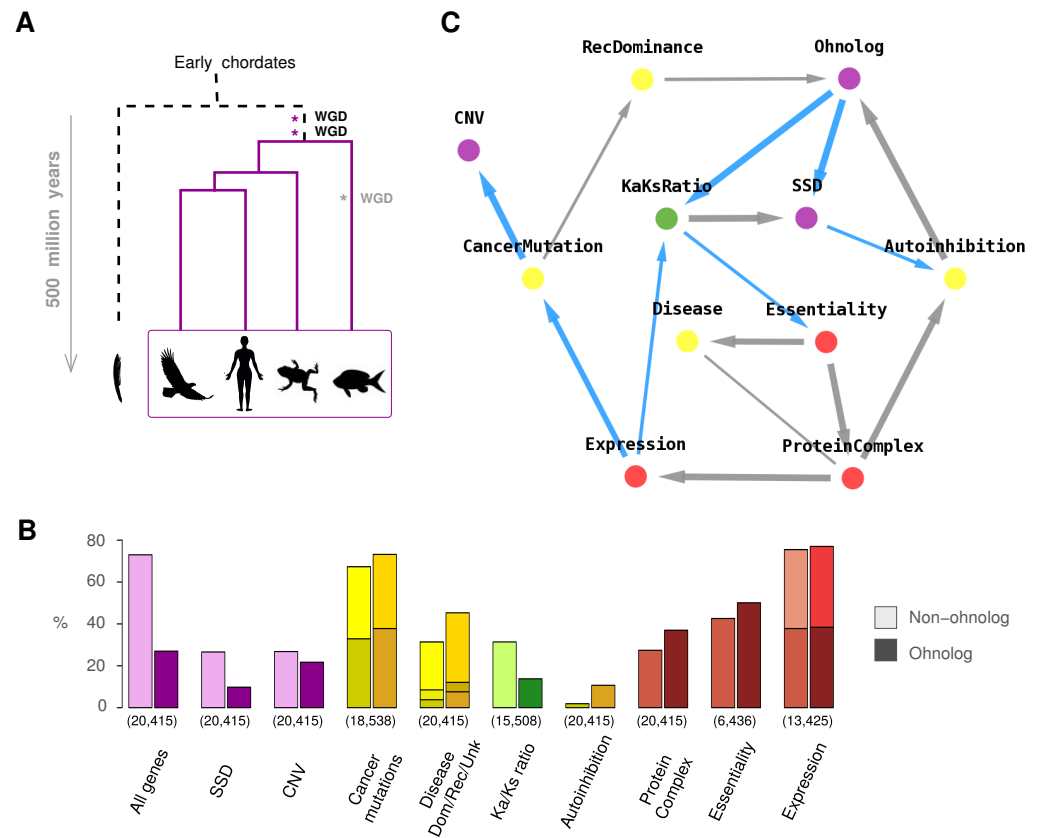 A
Early chordates
* WGD
* WGD
* WGD
500 million years
C
RecDominance
Ohnolog
CNV
KaKsRatio
SSD
CancerMutation
Autoinhibition
Disease
Essentiality
Expression
ProteinComplex
B
80
60
40
20
0
%
Non−ohnolog
Ohnolog
(20,415)
(20,415)
(20,415)
(18,538)
(20,415)
(15,508)
(20,415)
(20,415)
(6,436)
(13,425)
All genes
SSD
CNV
Cancer
mutations
Disease
Dom/Rec/Unk
Ka/Ks ratio
Autoinhibition
Protein
Complex
Essentiality
Expression